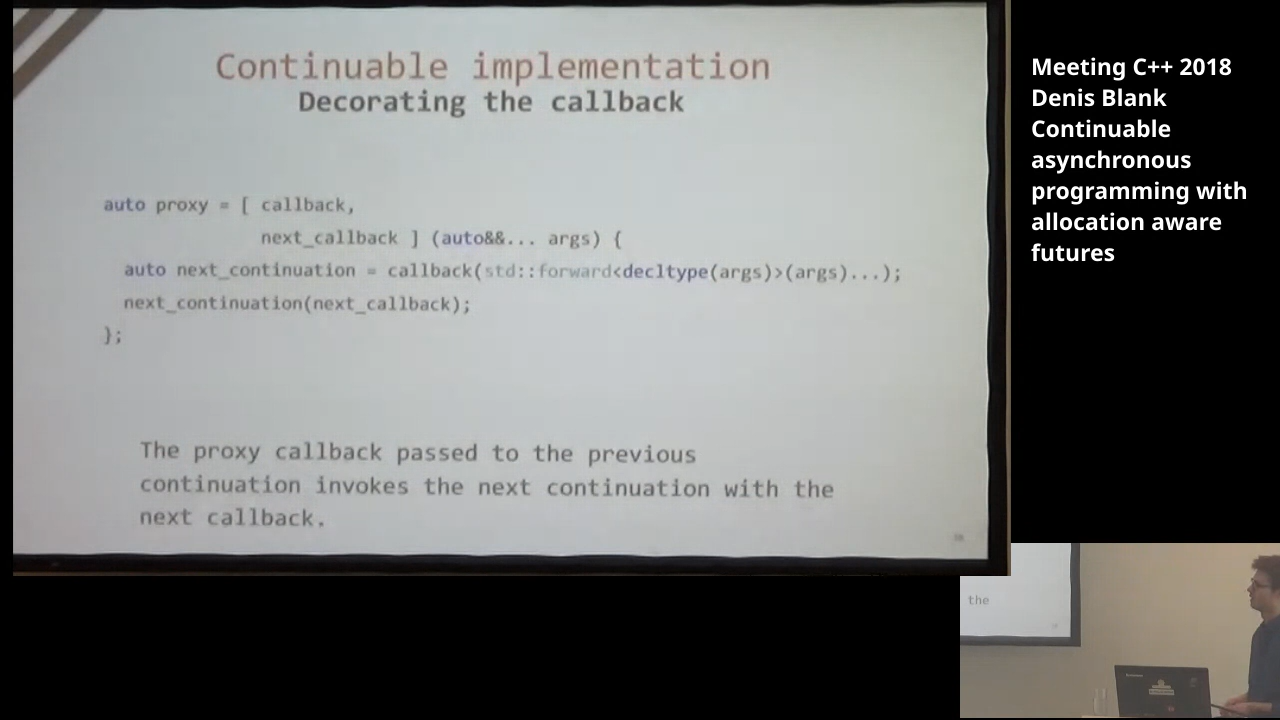 Continuable implementation
Decorating the callback
auto proxy = [ callback,
next_callback ] (auto&&... args) {
auto next_continuation = callback(std::forward<decltype(args)>(args)...);
next_continuation(next_callback);
};
The proxy callback passed to the previous
continuation invokes the next continuation with the
next callback.
Meeting C++ 2018
Denis Blank
Continuable
asynchronous
programming with
allocation aware
futures
the